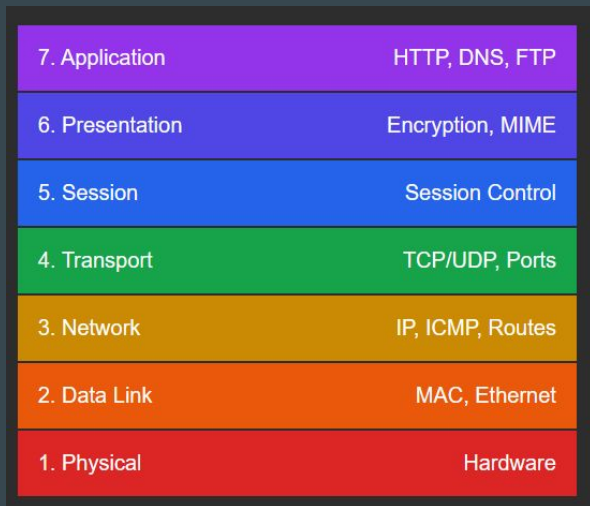 7. Application HTTP, DNS, FTP
6. Presentation Encryption, MIME
5. Session Session Control
4. Transport TCP/UDP, Ports
3. Network IP, ICMP, Routes
2. Data Link MAC, Ethernet
1. Physical Hardware